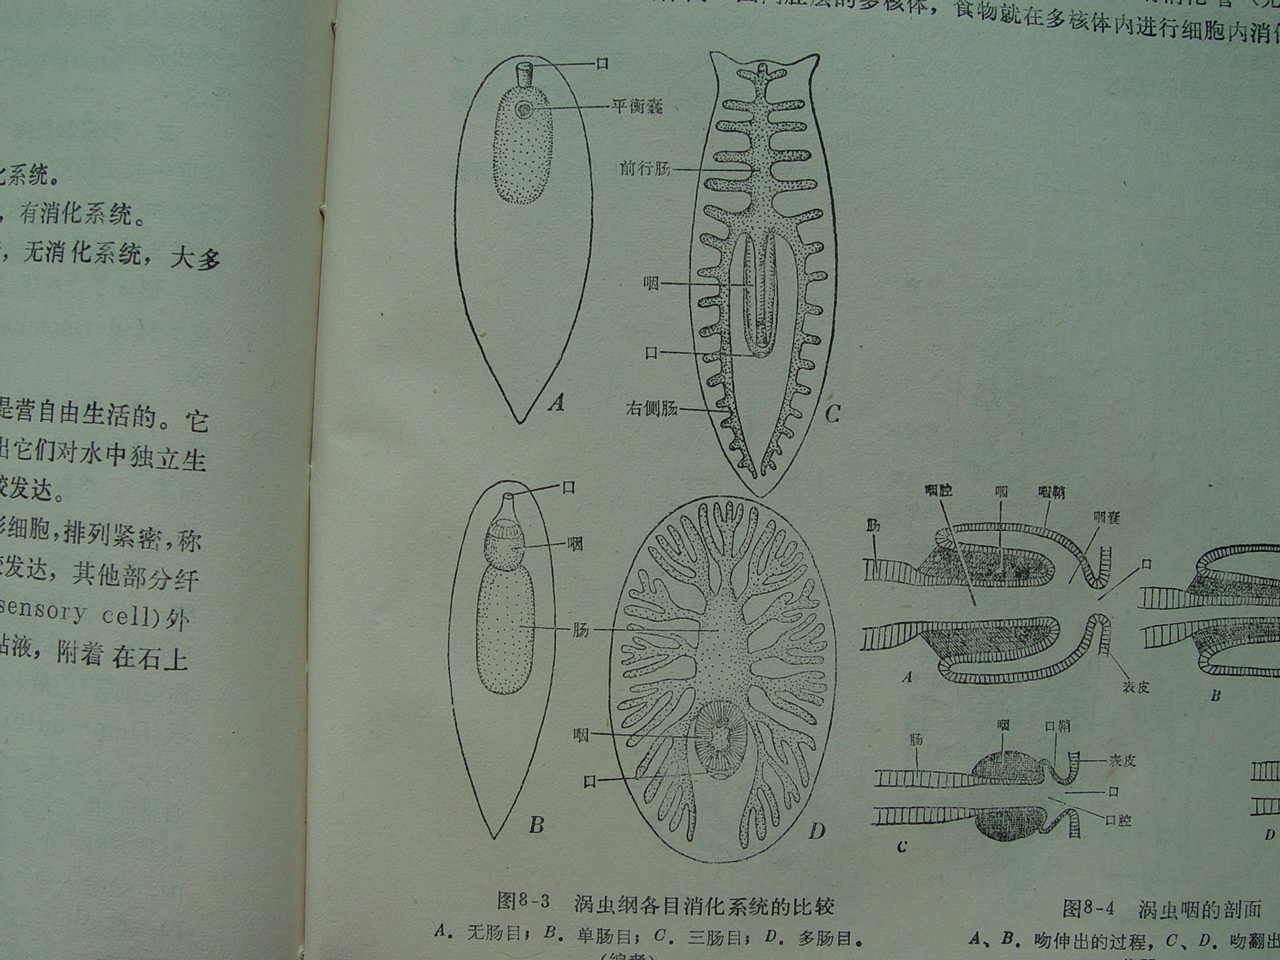 化系统。
，有消化系统。
，无消化系统，大多
是营自由生活的。它
出它们对水中独立生
较发达。
形细胞，排列紧密，称
较发达，其他部分纤
sensory cell)外
粘液，附着在石上
的多核体，食物就在多核体内进行细胞内消化
口
平衡囊
A
前行肠
咽
口
右侧肠
C
口
咽
肠
B
咽
口
D
图8-3 涡虫纲各目消化系统的比较
A. 无肠目；B. 单肠目；C. 三肠目；D. 多肠目。
(编者)
咽腔
咽
咽鞘
咽囊
肠
口
表皮
A
B
肠
咽
口鞘
表皮
口
口腔
C
D
图8-4 涡虫咽的剖面
A、B. 吻伸出的过程，C、D. 吻翻出